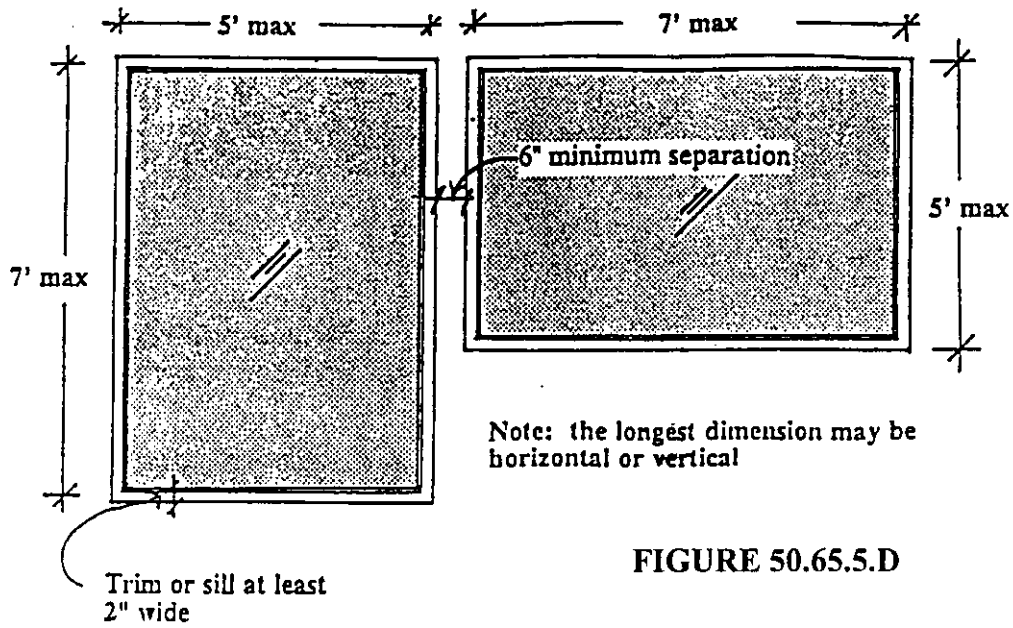 5' max
7' max
6" minimum separation
5' max
7' max
Note: the longest dimension may be
horizontal or vertical
FIGURE 50.65.5.D
Trim or sill at least
2" wide